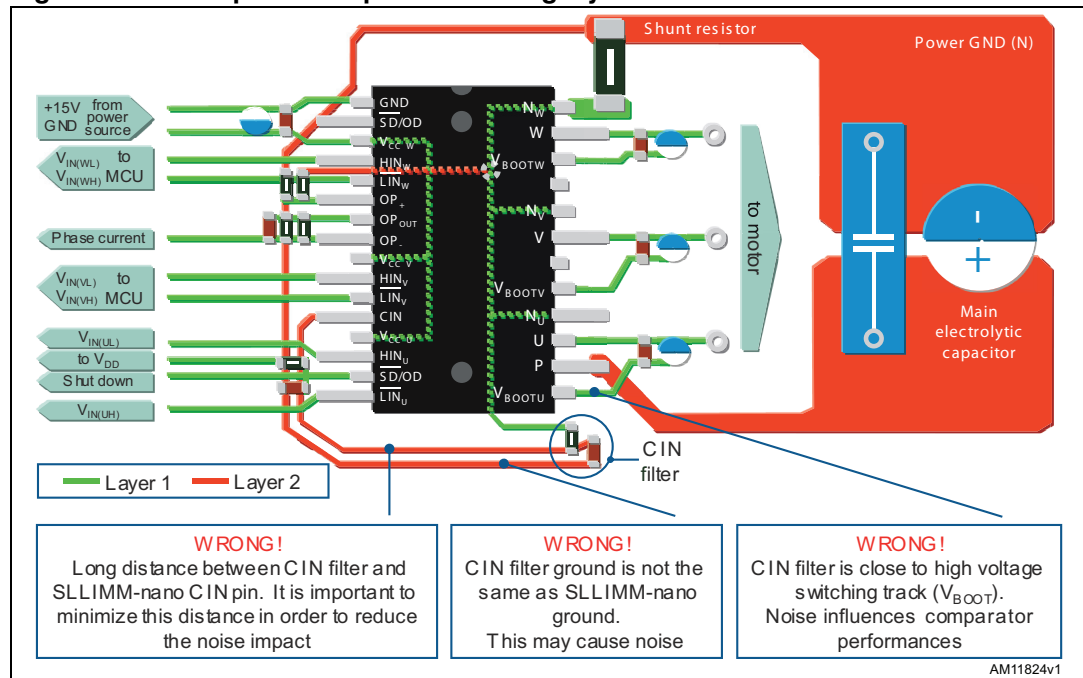 +15V from
GND power
source
VIN(WL) to
VIN(WH) MCU
Phase current
VIN(VL) to
VIN(VH) MCU
VIN(UL)
to VDD
Shut down
VIN(UH)
GND
SD/OD
VCC W
HINW
LINW
OP+
OPOUT
OP-
VCC V
HINV
LINV
CIN
VCC U
HINU
SD/OD
LINU
NW
W
VBOOTW
NV
V
VBOOTV
NU
U
P
VBOOTU
Shunt resistor
Power GND (N)
to motor
-
+
Main
electrolytic
capacitor
CIN
filter
Layer 1 Layer 2
WRONG!
Long distance between CIN filter and
SLLIMM-nano CIN pin. It is important to
minimize this distance in order to reduce
the noise impact
WRONG!
CIN filter ground is not the
same as SLLIMM-nano
ground.
This may cause noise
WRONG!
CIN filter is close to high voltage
switching track (VBOOT).
Noise influences comparator
performances
AM11824v1